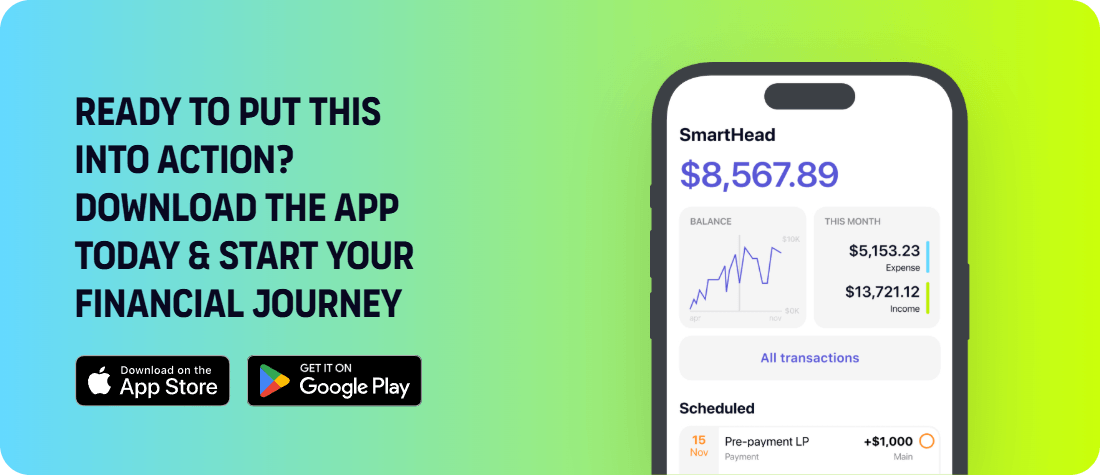 READY TO PUT THIS
INTO ACTION?
DOWNLOAD THE APP
TODAY & START YOUR
FINANCIAL JOURNEY
Download on the
App Store
GET IT ON
Google Play
SmartHead
$8,567.89
BALANCE
$10K
$0K
Nov
THIS MONTH
$5,153.23
Expense
$13,721.12
Income
All transactions
Scheduled
15
Nov
Pre-payment LP
Payment
+$1,000
Main